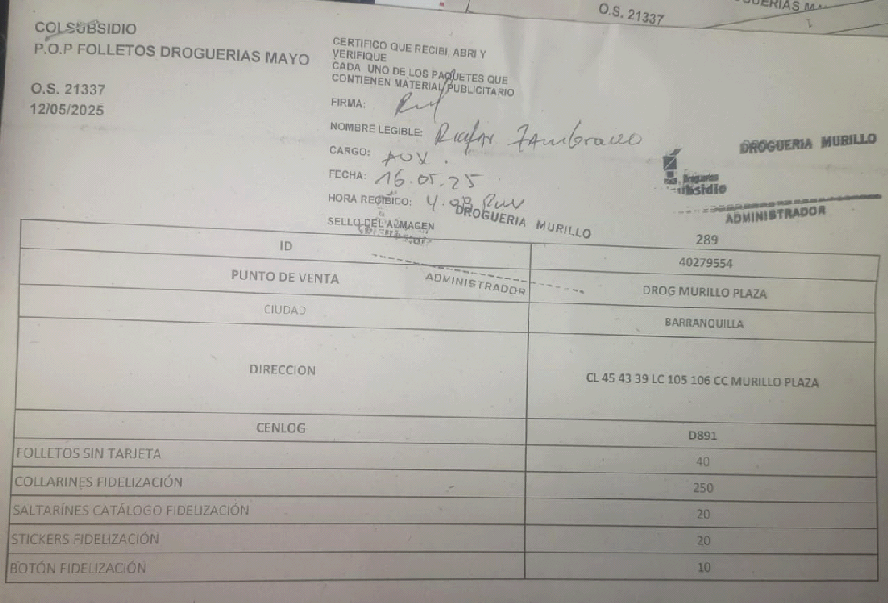 O.S. 21337
COLSUBSIDIO
P.O.P FOLLETOS DROGUERIAS MAYO
O.S. 21337
12/05/2025
CERTIFICO QUE RECIBI, ABRI Y
VERIFIQUE
CADA UNO DE LOS PAQUETES QUE
CONTIENEN MATERIAL PUBLICITARIO
FIRMA:
NOMBRE LEGIBLE: Zambrano
CARGO: AUX.
FECHA: 15.05.25
HORA RECIBIDO:
SELLO DEL ALMAGEN
DROGUERIA MURILLO
ADMINISTRADOR
DROGUERIA MURILLO
ADMINISTRADOR
289
ID 40279554
PUNTO DE VENTA DROG MURILLO PLAZA
CIUDAD BARRANQUILLA
DIRECCION CL 45 43 39 LC 105 106 CC MURILLO PLAZA
CENLOG D891
FOLLETOS SIN TARJETA 40
COLLARINES FIDELIZACIÓN 250
SALTARÍNES CATÁLOGO FIDELIZACIÓN 20
STICKERS FIDELIZACIÓN 20
BOTÓN FIDELIZACIÓN 10